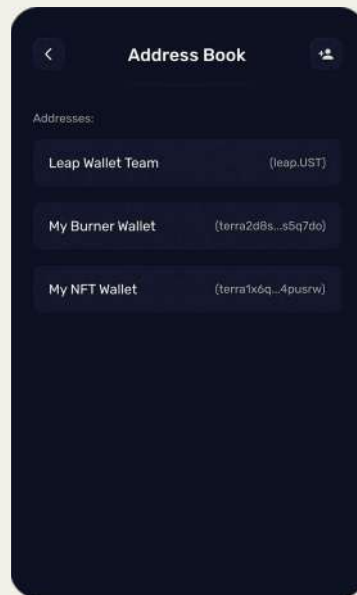 Address Book
Addresses:
Leap Wallet Team (leap.UST)
My Burner Wallet (terra2d8s...s5q7do)
My NFT Wallet (terra1x6q...4pusrw)